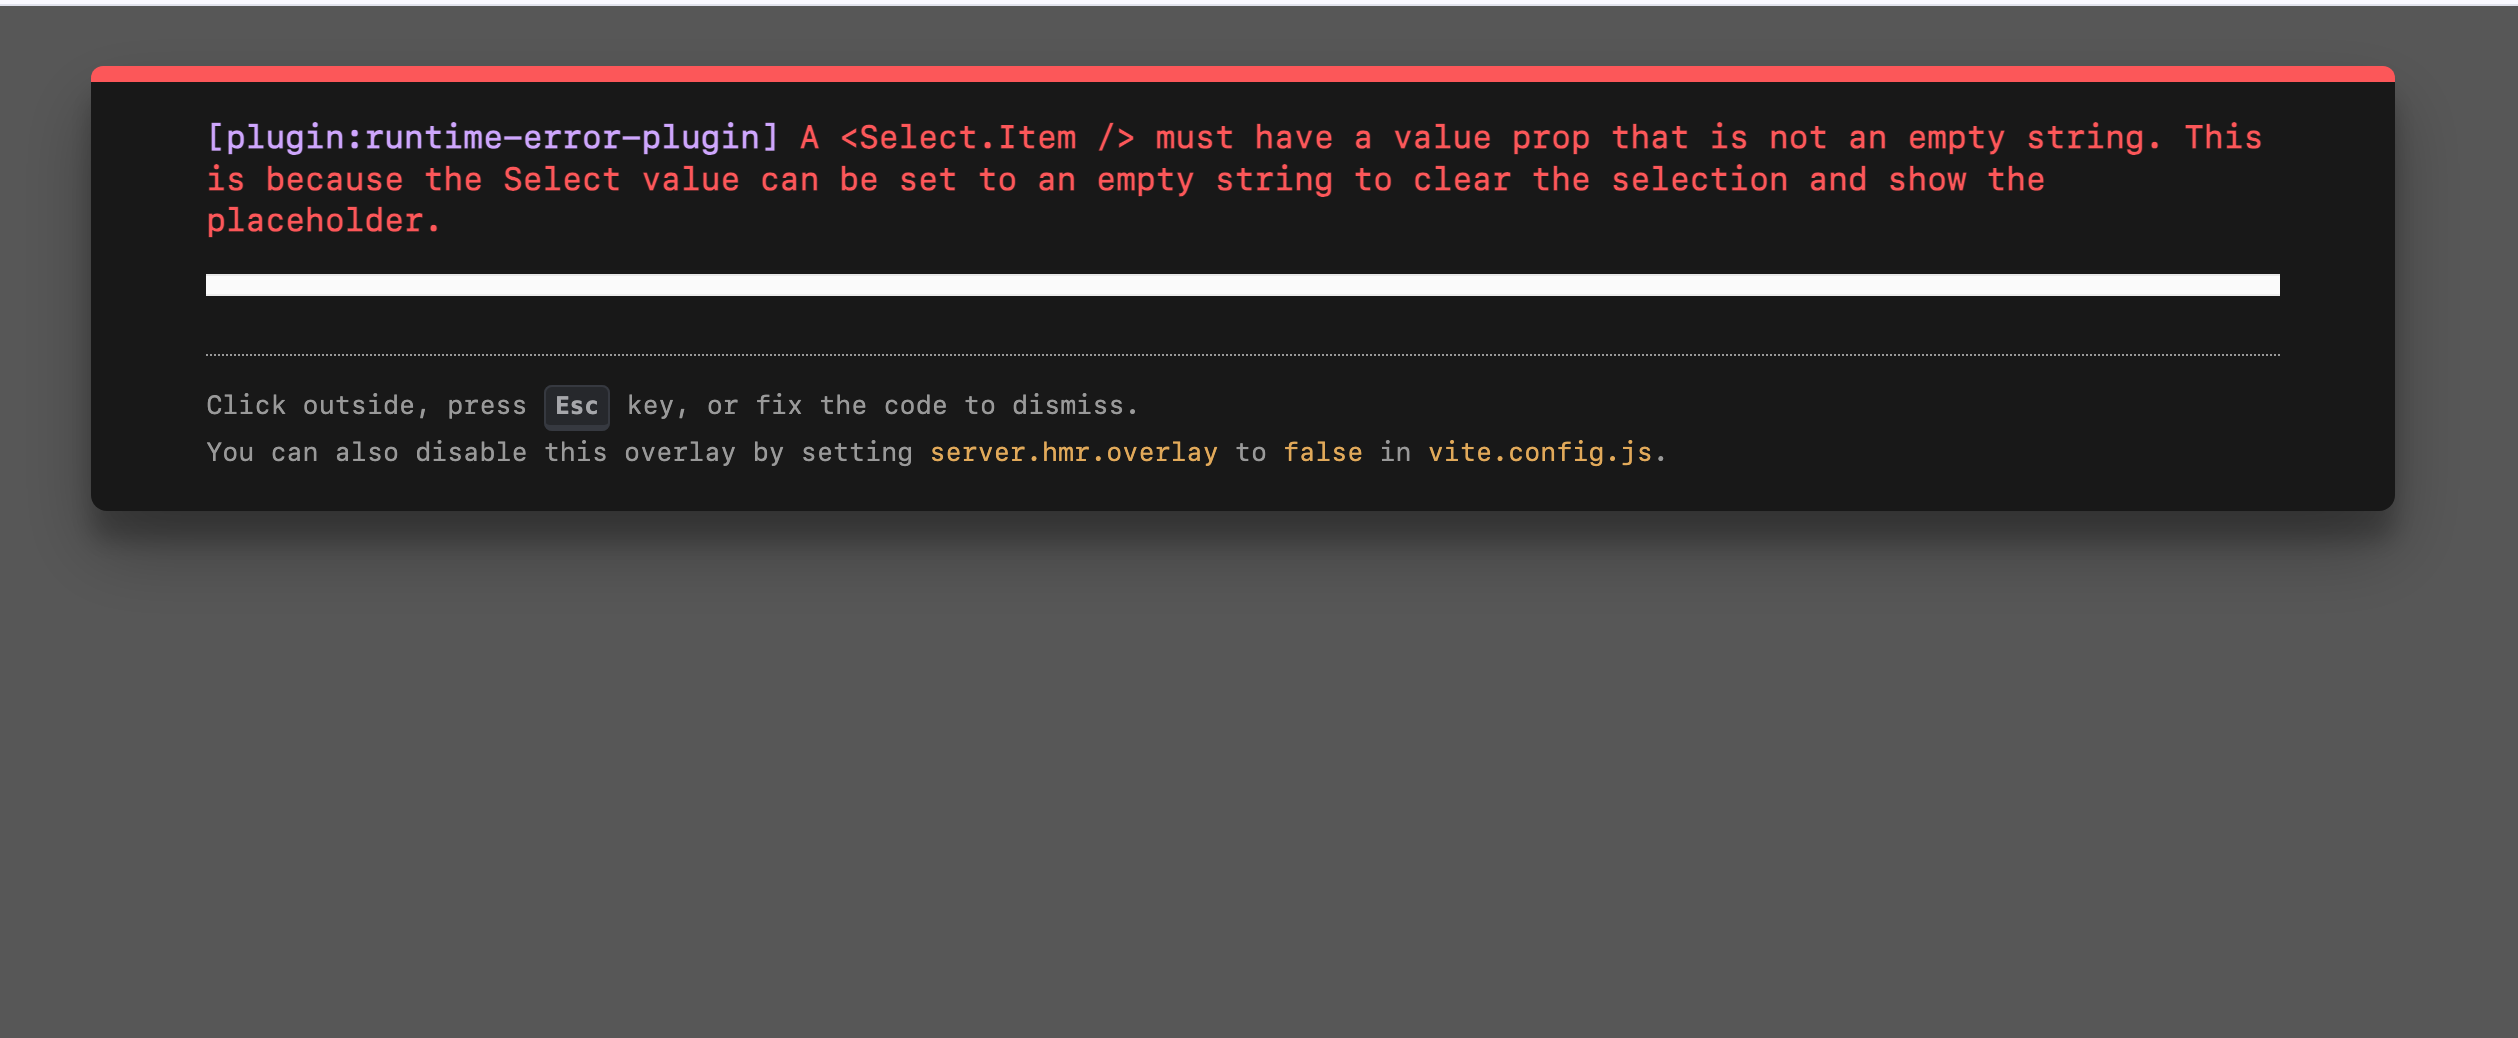 [plugin:runtime-error-plugin] A <Select.Item /> must have a value prop that is not an empty string. This
is because the Select value can be set to an empty string to clear the selection and show the
placeholder.
Click outside, press Esc key, or fix the code to dismiss.
You can also disable this overlay by setting server.hmr.overlay to false in vite.config.js.